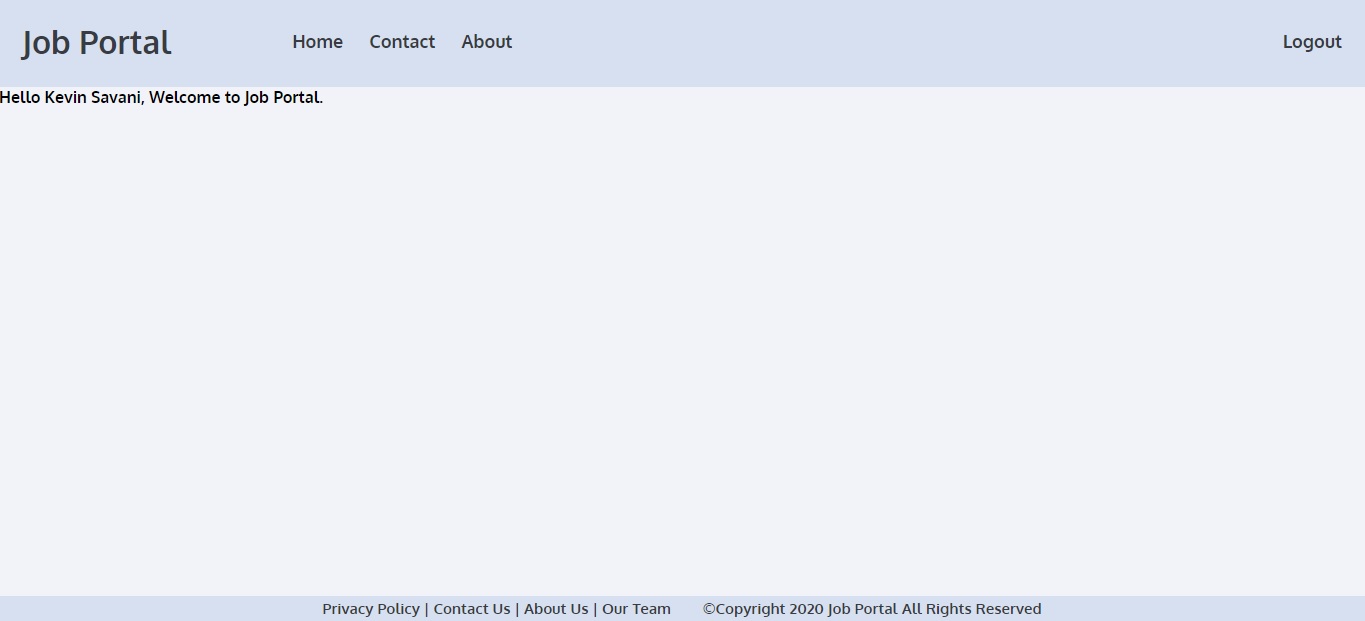 Job Portal Home Contact About Logout
Hello Kevin Savani, Welcome to Job Portal.
Privacy Policy | Contact Us | About Us | Our Team ©Copyright 2020 Job Portal All Rights Reserved